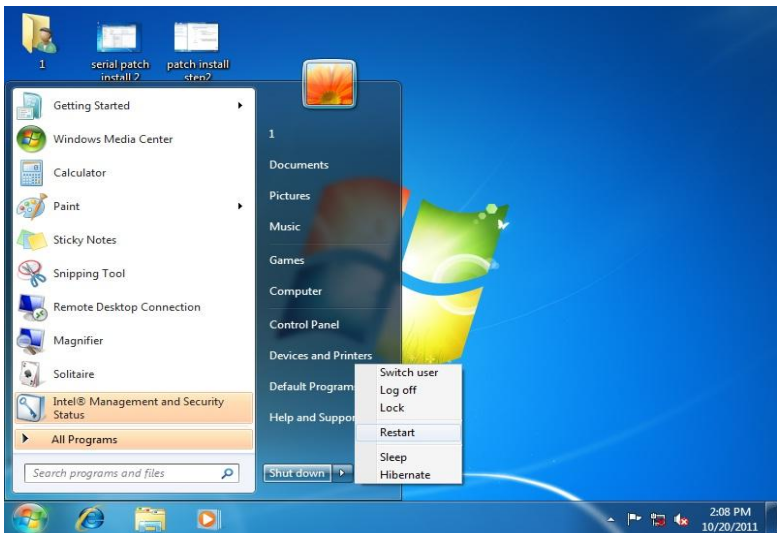 1
serial patch
install 2
patch install
step2
Getting Started
Windows Media Center
Calculator
Paint
Sticky Notes
Snipping Tool
Remote Desktop Connection
Magnifier
Solitaire
Intel® Management and Security
Status
All Programs
Search programs and files
1
Documents
Pictures
Music
Games
Computer
Control Panel
Devices and Printers
Default Program
Help and Suppor
Shut down
Switch user
Log off
Lock
Restart
Sleep
Hibernate
2:08 PM
10/20/2011